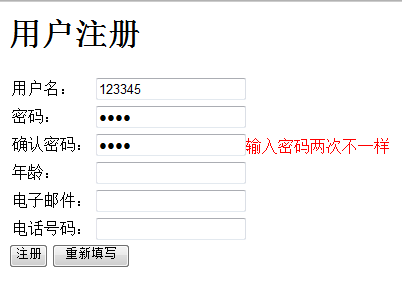 用户注册
用户名： 123345
密码： ●●●●
确认密码： ●●●● 输入密码两次不一样
年龄：
电子邮件：
电话号码：
注册 重新填写